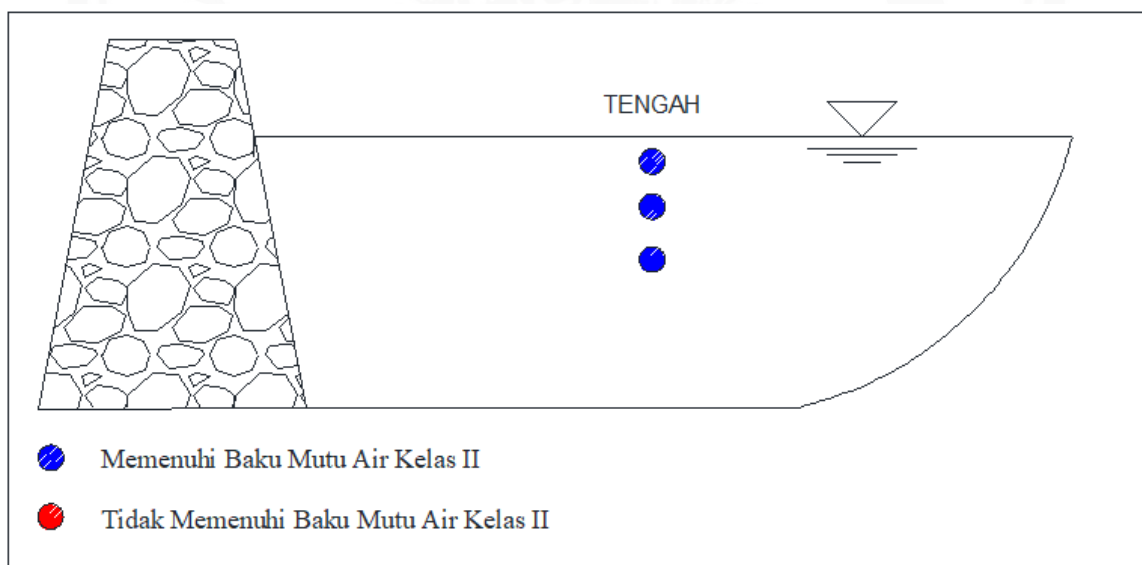 TENGAH
Memenuhi Baku Mutu Air Kelas II
Tidak Memenuhi Baku Mutu Air Kelas II